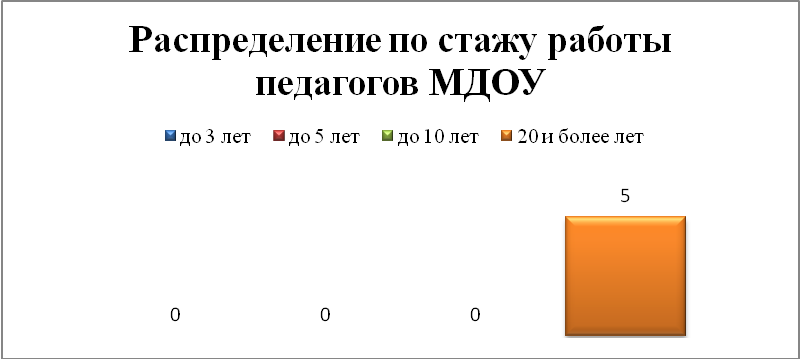 Распределение по стажу работы
педагогов МДОУ
до 3 лет до 5 лет до 10 лет 20 и более лет
5
0 0 0